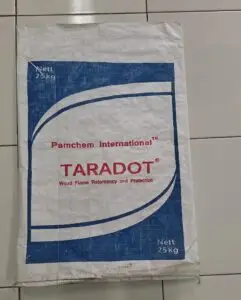 Nett
25kg
Pamchem International™
TARADOT®
Wood Flame Retardancy and Protection
Nett
25kg